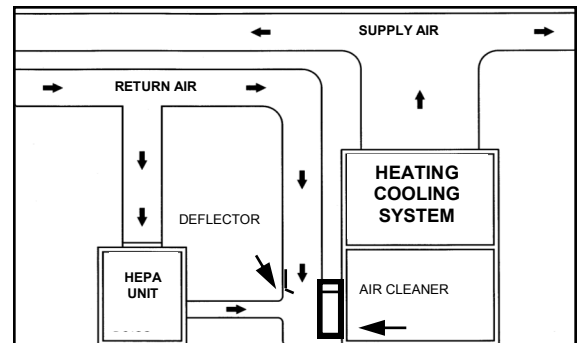 SUPPLY AIR
RETURN AIR
HEATING
COOLING
SYSTEM
DEFLECTOR
HEPA
UNIT
AIR CLEANER